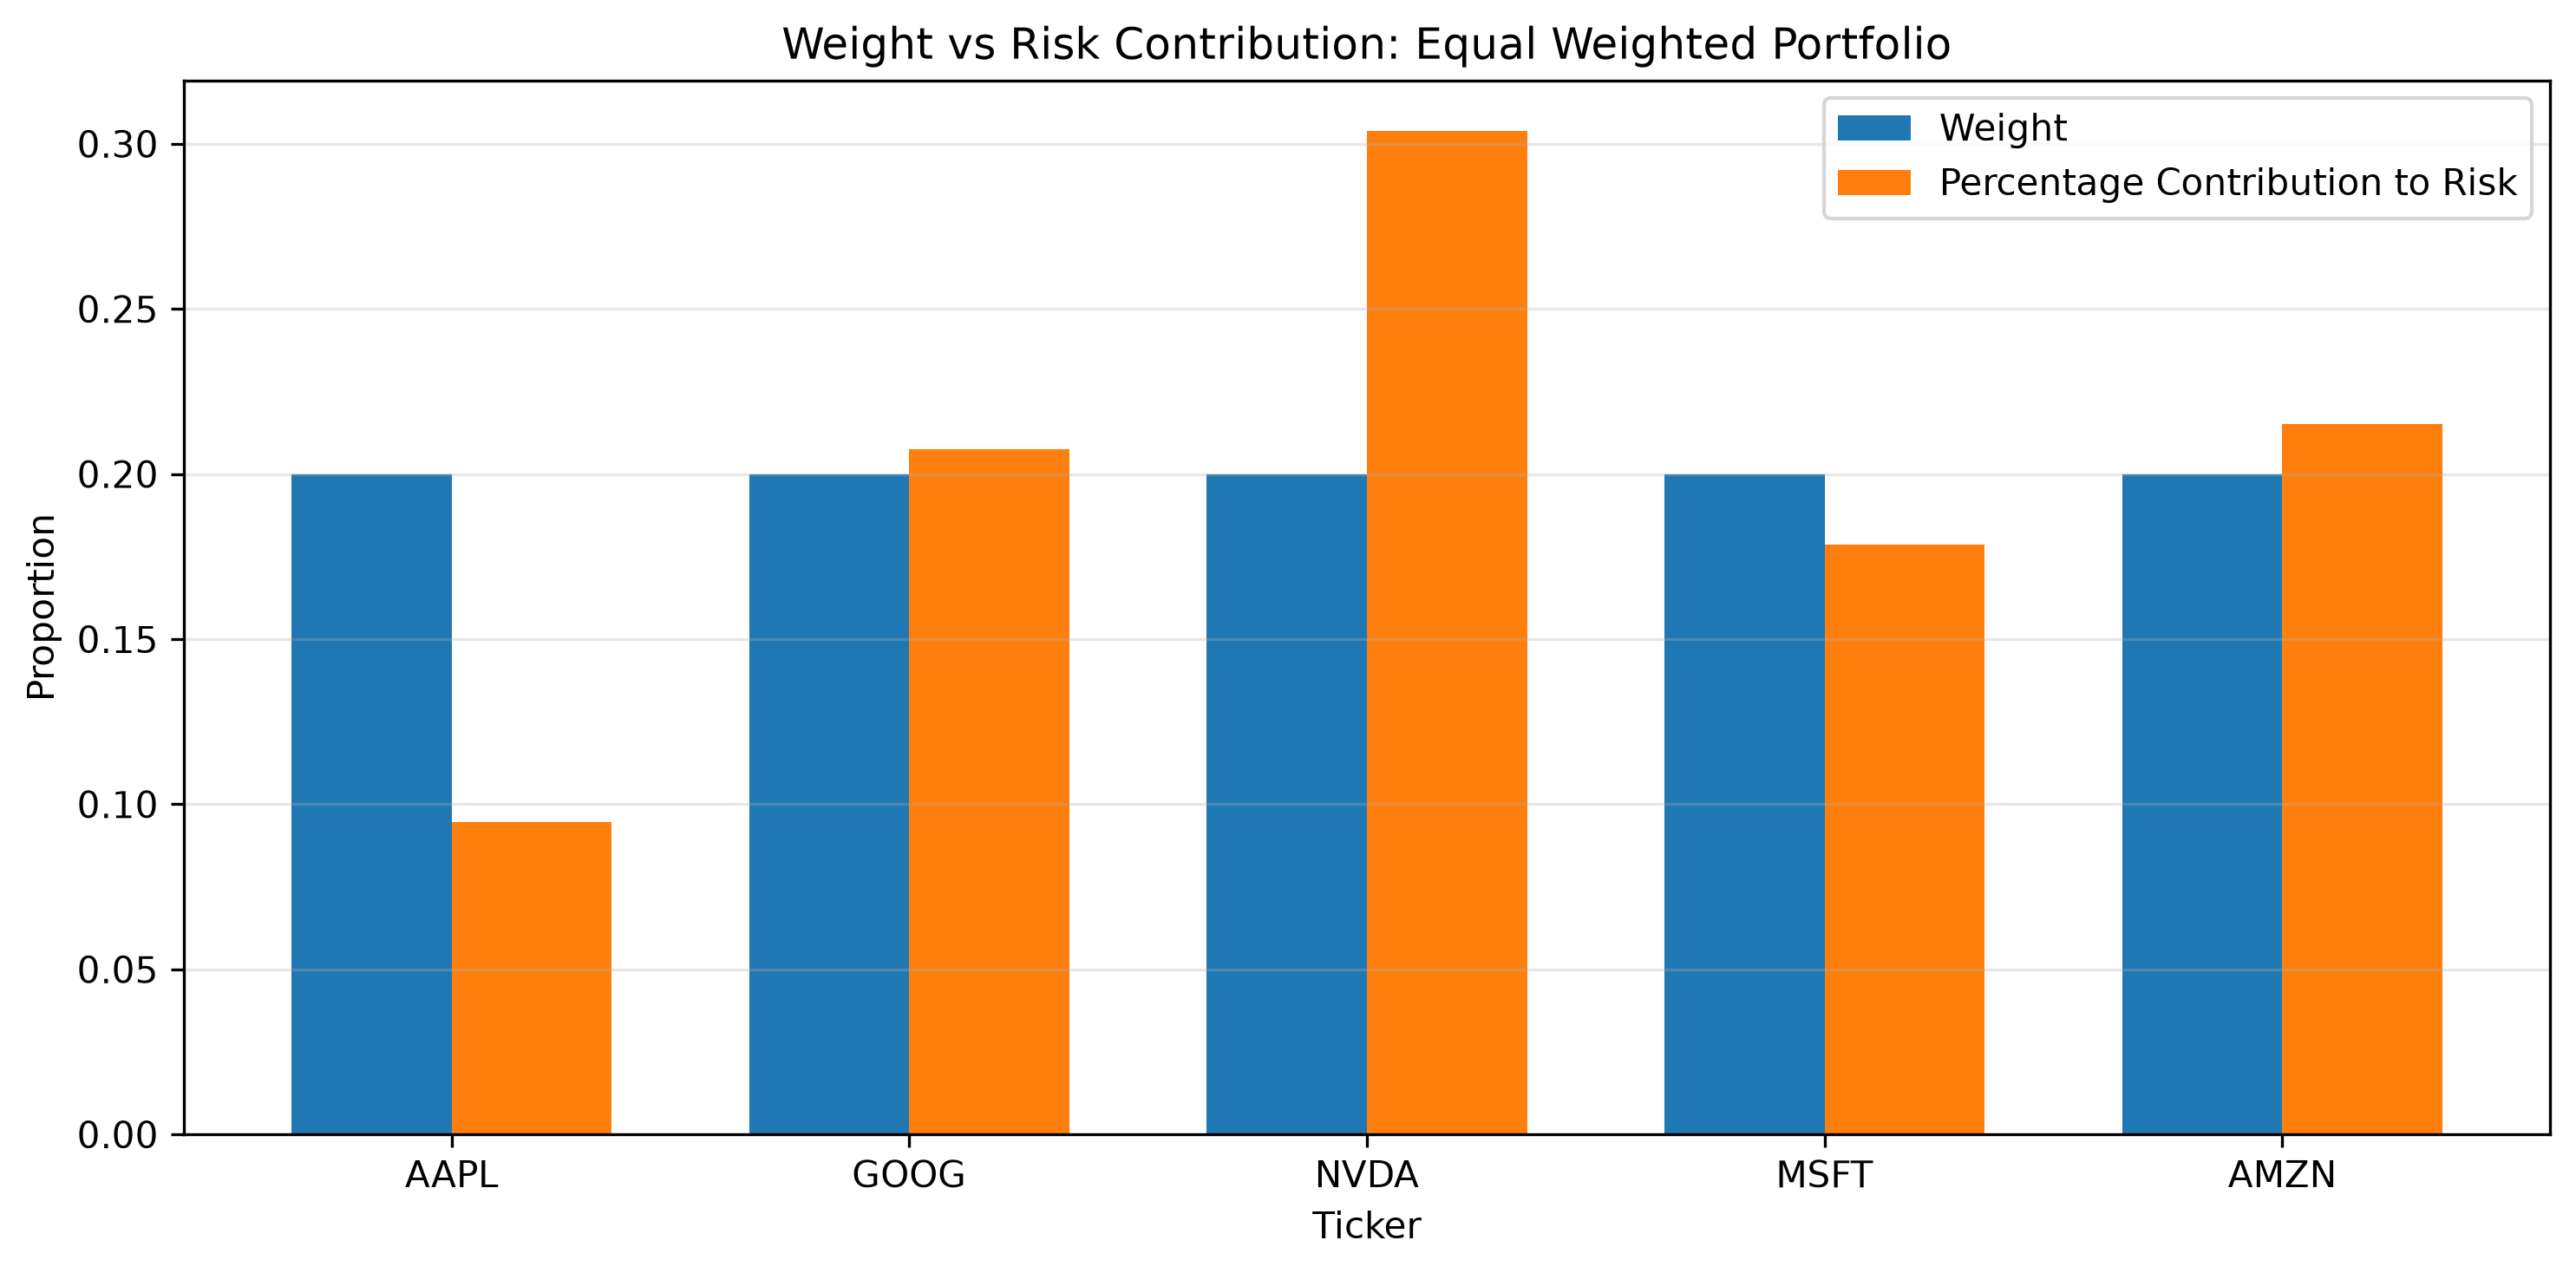 Weight vs Risk Contribution: Equal Weighted Portfolio
Weight
Percentage Contribution to Risk
Proportion
0.30
0.25
0.20
0.15
0.10
0.05
0.00
AAPL GOOG NVDA MSFT AMZN
Ticker